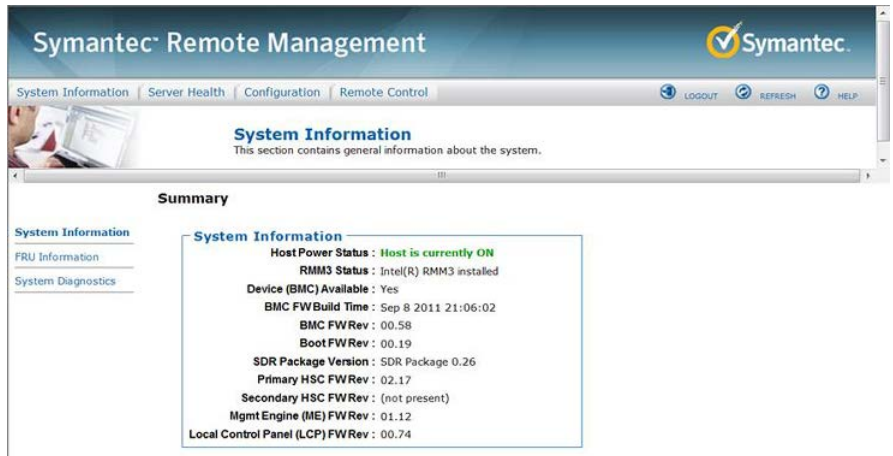 Symantec™ Remote Management
Symantec.
System Information
Server Health
Configuration
Remote Control
LOGOUT
REFRESH
HELP
System Information
This section contains general information about the system.
Summary
System Information
FRU Information
System Diagnostics
System Information
Host Power Status : Host is currently ON
RMM3 Status : Intel(R) RMM3 installed
Device (BMC) Available : Yes
BMC FW Build Time : Sep 8 2011 21:06:02
BMC FW Rev : 00.58
Boot FW Rev : 00.19
SDR Package Version : SDR Package 0.26
Primary HSC FW Rev : 02.17
Secondary HSC FW Rev : (not present)
Mgmt Engine (ME) FW Rev : 01.12
Local Control Panel (LCP) FW Rev : 00.74